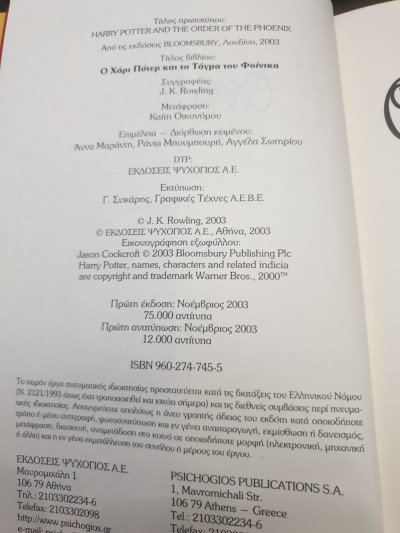 Τίτλος πρωτοτύπου:
HARRY POTTER AND THE ORDER OF THE PHOENIX
Από τις εκδόσεις BLOOMSBURY, Λονδίνο, 2003
Τίτλος βιβλίου:
Ο Χάρι Πότερ και το Τάγμα του Φοίνικα
Συγγραφέας:
J. K. Rowling
Μετάφραση:
Καίτη Οικονόμου
Επιμέλεια – Διόρθωση κειμένου:
Άννα Μαράντη, Ράνια Μπουμπουρή, Αγγέλα Σωτηρίου
DTP:
ΕΚΔΟΣΕΙΣ ΨΥΧΟΓΙΟΣ Α.Ε.
Εκτύπωση:
Γ. Συκάρης, Γραφικές Τέχνες Α.Ε.Β.Ε.
© J. K. Rowling, 2003
© ΕΚΔΟΣΕΙΣ ΨΥΧΟΓΙΟΣ Α.Ε., Αθήνα, 2003
Εικονογράφηση εξωφύλλου:
Jason Cockcroft © 2003 Bloomsbury Publishing Plc
Harry Potter, names, characters and related indicia
are copyright and trademark Warner Bros., 2000™
Πρώτη έκδοση: Νοέμβριος 2003
75.000 αντίτυπα
Πρώτη ανατύπωση: Νοέμβριος 2003
12.000 αντίτυπα
ISBN 960-274-745-5
Το παρόν έργο πνευματικής ιδιοκτησίας προστατεύεται κατά τις διατάξεις του Ελληνικού Νόμου
(Ν. 2121/1993 όπως έχει τροποποιηθεί και ισχύει σήμερα) και τις διεθνείς συμβάσεις περί πνευμα-
τικής ιδιοκτησίας. Απαγορεύεται απολύτως η άνευ γραπτής άδειας του εκδότη κατά οποιοδήποτε
τρόπο ή μέσο αντιγραφή, φωτοανατύπωση και εν γένει αναπαραγωγή, εκμίσθωση ή δανεισμός,
μετάφραση, διασκευή, αναμετάδοση στο κοινό σε οποιαδήποτε μορφή (ηλεκτρονική, μηχανική
ή άλλη) και η εν γένει εκμετάλλευση του συνόλου ή μέρους του έργου.
ΕΚΔΟΣΕΙΣ ΨΥΧΟΓΙΟΣ Α.Ε.
Μαυρομιχάλη 1
106 79 Αθήνα
Τηλ.: 2103302234-6
Telefax: 2103302098
http://www.psichogios.gr
PSICHOGIOS PUBLICATIONS S.A.
1, Mavromichali Str.
106 79 Athens – Greece
Tel.: 2103302234-6